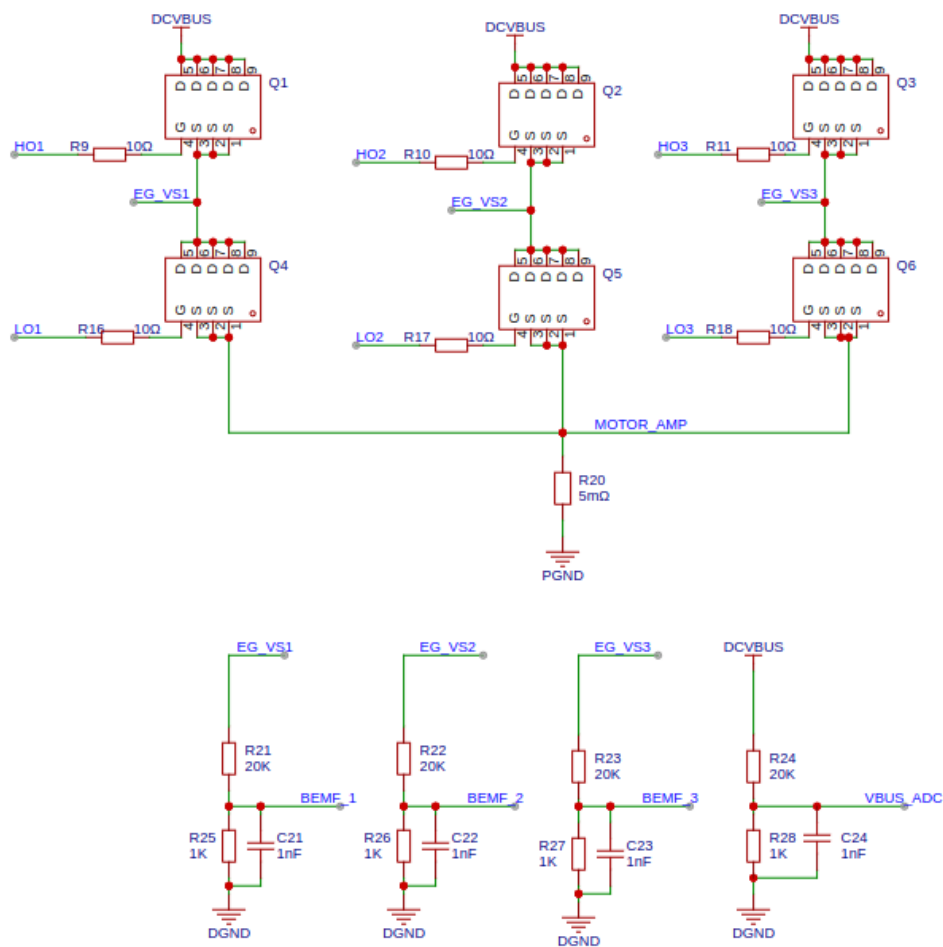 DCVBUS
DCVBUS
DCVBUS
5 6 7 8 9
D D D D D
Q1
G S S S
4 3 2 1
HO1
R9
10Ω
5 6 7 8 9
D D D D D
Q2
G S S S
4 3 2 1
HO2
R10
10Ω
5 6 7 8 9
D D D D D
Q3
G S S S
4 3 2 1
HO3
R11
10Ω
EG_VS1
EG_VS2
EG_VS3
5 6 7 8 9
D D D D D
Q4
G S S S
4 3 2 1
LO1
R16
10Ω
5 6 7 8 9
D D D D D
Q5
G S S S
4 3 2 1
LO2
R17
10Ω
5 6 7 8 9
D D D D D
Q6
G S S S
4 3 2 1
LO3
R18
10Ω
MOTOR_AMP
R20
5mΩ
PGND
EG_VS1
R21
20K
BEMF_1
R25
1K
C21
1nF
DGND
EG_VS2
R22
20K
BEMF_2
R26
1K
C22
1nF
DGND
EG_VS3
R23
20K
BEMF_3
R27
1K
C23
1nF
DGND
DCVBUS
R24
20K
VBUS_ADC
R28
1K
C24
1nF
DGND